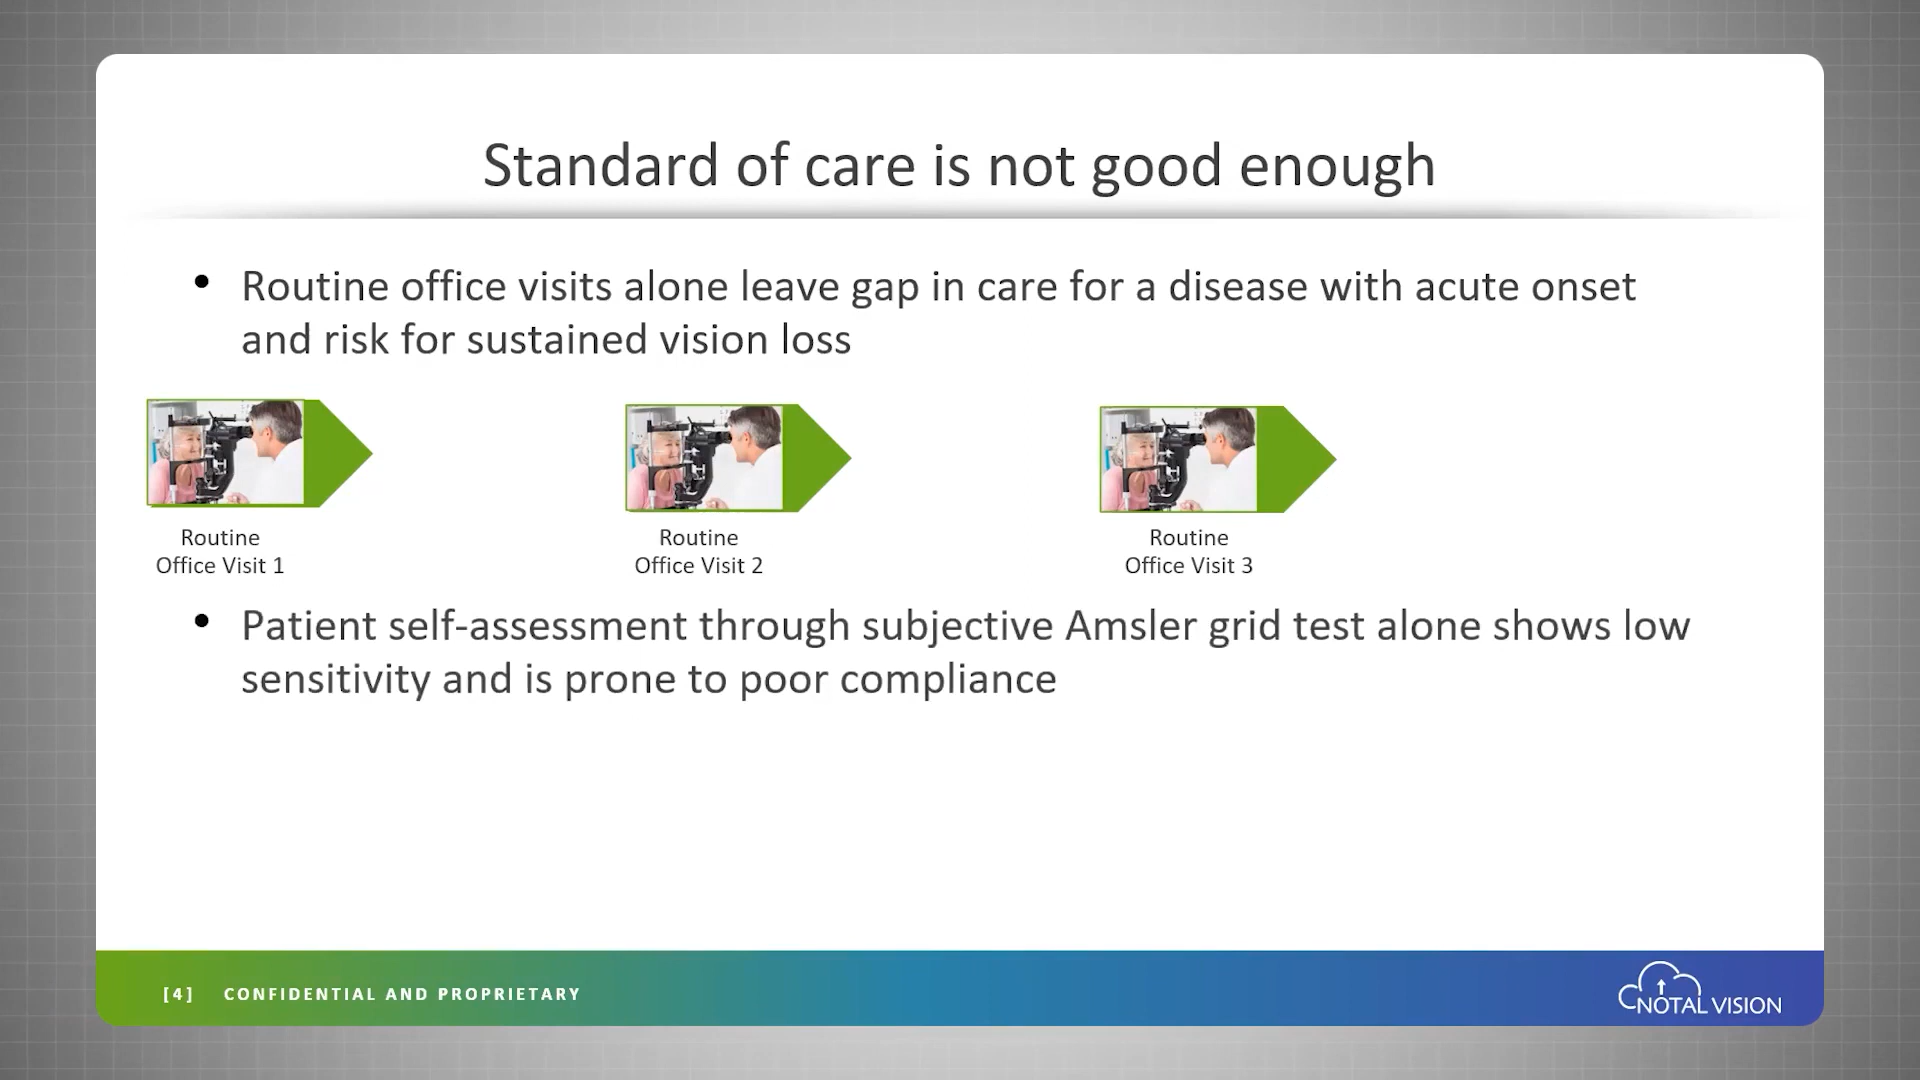 Standard of care is not good enough
• Routine office visits alone leave gap in care for a disease with acute onset
and risk for sustained vision loss
Routine
Office Visit 1
Routine
Office Visit 2
Routine
Office Visit 3
• Patient self-assessment through subjective Amsler grid test alone shows low
sensitivity and is prone to poor compliance
[4] CONFIDENTIAL AND PROPRIETARY
NOTAL VISION